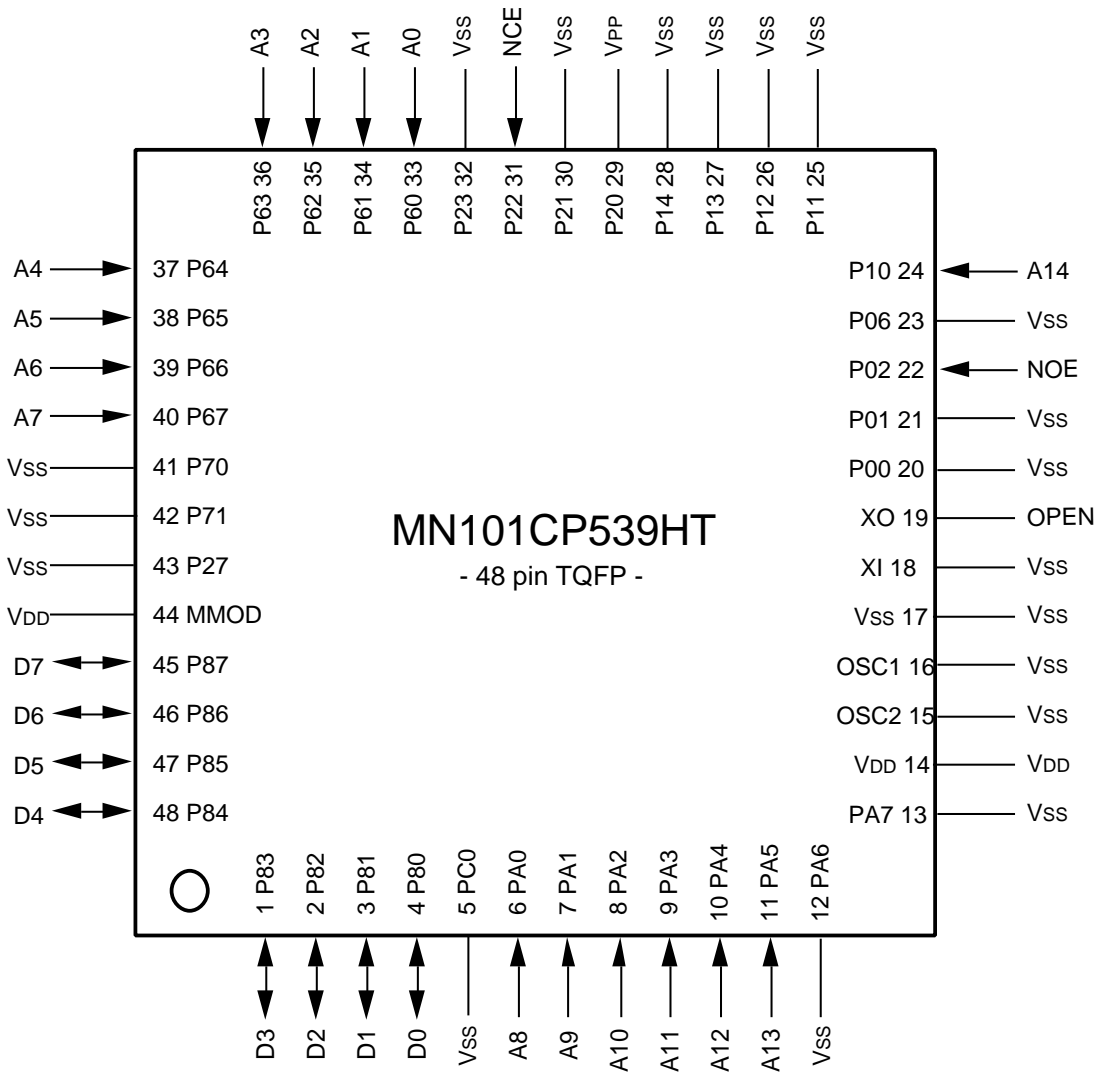 A3 A2 A1 A0 VSS NCE VSS VPP VSS VSS VSS VSS
P63 36 P62 35 P61 34 P60 33 P23 32 P22 31 P21 30 P20 29 P14 28 P13 27 P12 26 P11 25
A4 37 P64 P10 24 A14
A5 38 P65 P06 23 VSS
A6 39 P66 P02 22 NOE
A7 40 P67 P01 21 VSS
VSS 41 P70 P00 20 VSS
VSS 42 P71 XO 19 OPEN
MN101CP539HT
VSS 43 P27 XI 18 VSS
- 48 pin TQFP -
VDD 44 MMOD VSS 17 VSS
D7 45 P87 OSC1 16 VSS
D6 46 P86 OSC2 15 VSS
D5 47 P85 VDD 14 VDD
D4 48 P84 PA7 13 VSS
1 P83 2 P82 3 P81 4 P80 5 PC0 6 PA0 7 PA1 8 PA2 9 PA3 10 PA4 11 PA5 12 PA6
D3 D2 D1 D0 VSS A8 A9 A10 A11 A12 A13 VSS